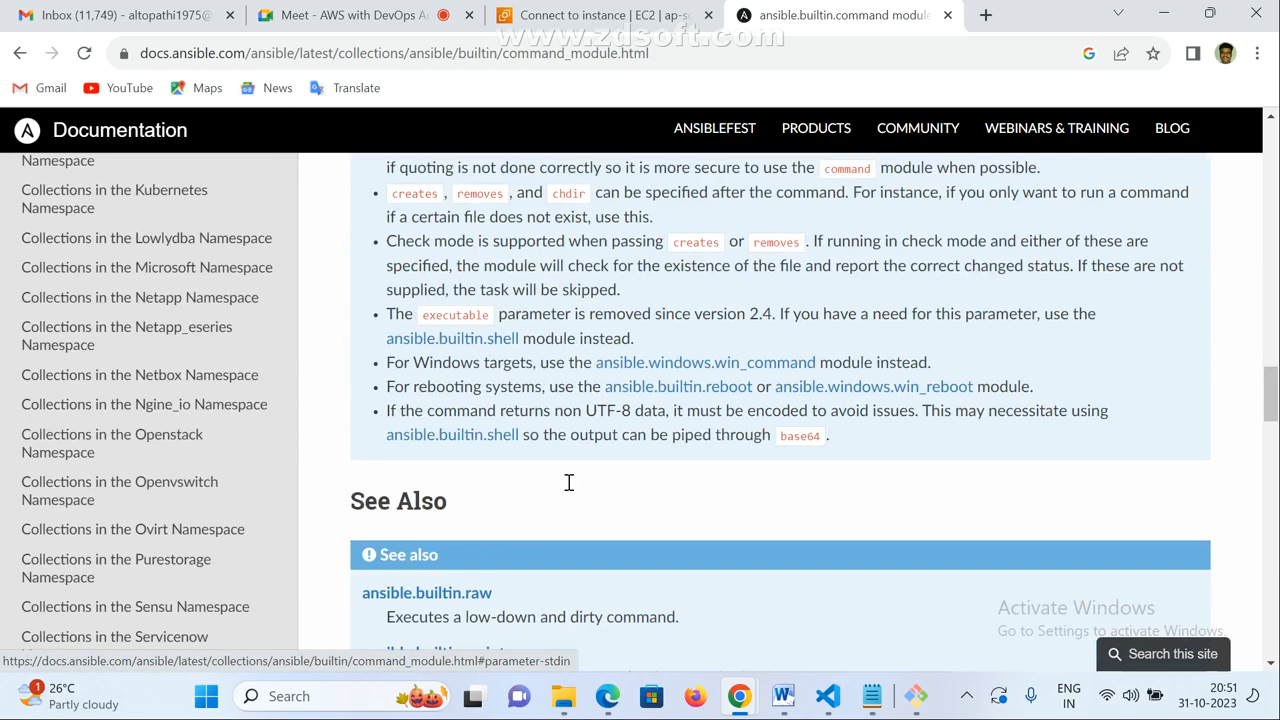 Inbox (11,749) - altopathi1975@
Meet - AWS with DevOps Au
Connect to instance | EC2 | ap-so
ansible.builtin.command module
www.zdsoft.com
docs.ansible.com/ansible/latest/collections/ansible/builtin/command_module.html
Gmail
YouTube
Maps
News
Translate
Documentation
ANSIBLEFEST
PRODUCTS
COMMUNITY
WEBINARS & TRAINING
BLOG
Namespace
Collections in the Kubernetes
Namespace
Collections in the Lowlydba Namespace
Collections in the Microsoft Namespace
Collections in the Netapp Namespace
Collections in the Netapp_eseries
Namespace
Collections in the Netbox Namespace
Collections in the Ngine_io Namespace
Collections in the Openstack
Namespace
Collections in the Openvswitch
Namespace
Collections in the Ovirt Namespace
Collections in the Purestorage
Namespace
Collections in the Sensu Namespace
Collections in the Servicenow
if quoting is not done correctly so it is more secure to use the command module when possible.
• creates, removes, and chdir can be specified after the command. For instance, if you only want to run a command
if a certain file does not exist, use this.
• Check mode is supported when passing creates or removes. If running in check mode and either of these are
specified, the module will check for the existence of the file and report the correct changed status. If these are not
supplied, the task will be skipped.
• The executable parameter is removed since version 2.4. If you have a need for this parameter, use the
ansible.builtin.shell module instead.
• For Windows targets, use the ansible.windows.win_command module instead.
• For rebooting systems, use the ansible.builtin.reboot or ansible.windows.win_reboot module.
• If the command returns non UTF-8 data, it must be encoded to avoid issues. This may necessitate using
ansible.builtin.shell so the output can be piped through base64.
See Also
See also
ansible.builtin.raw
Executes a low-down and dirty command.
Activate Windows
Go to Settings to activate Windows.
Search this site
https://docs.ansible.com/ansible/latest/collections/ansible/builtin/command_module.html#parameter-stdin
1
26°C
Partly cloudy
Search
ENG
IN
20:51
31-10-2023